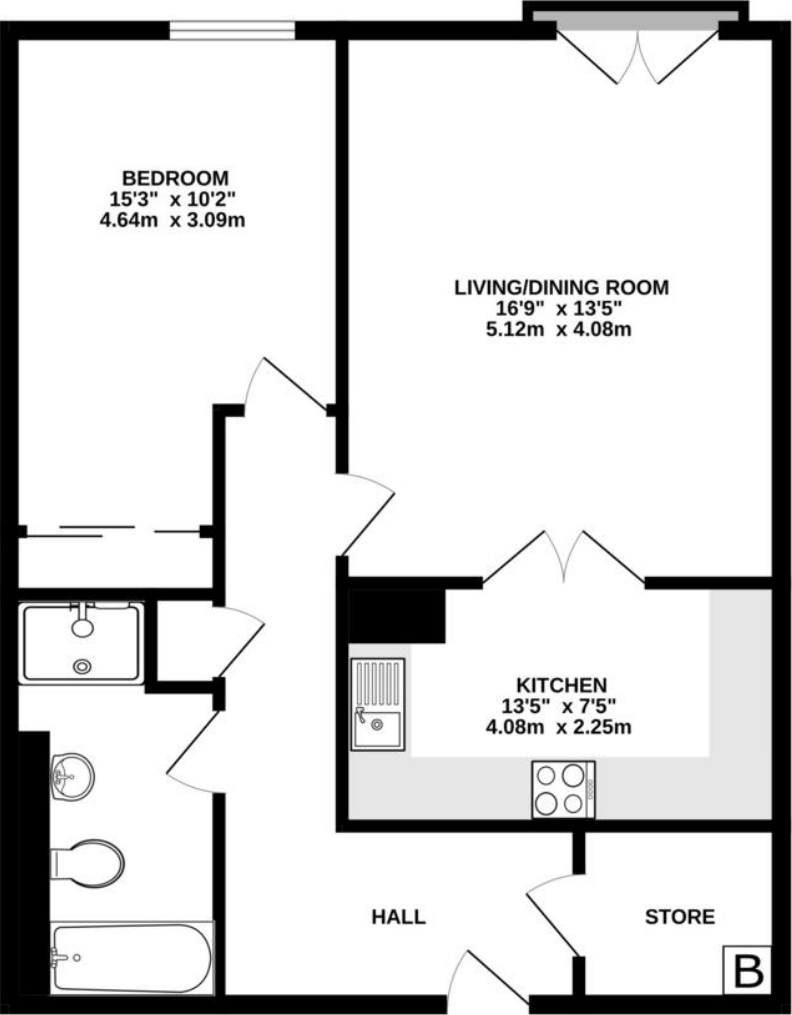 BEDROOM
15'3" x 10'2"
4.64m x 3.09m
LIVING/DINING ROOM
16'9" x 13'5"
5.12m x 4.08m
KITCHEN
13'5" x 7'5"
4.08m x 2.25m
HALL
STORE
B